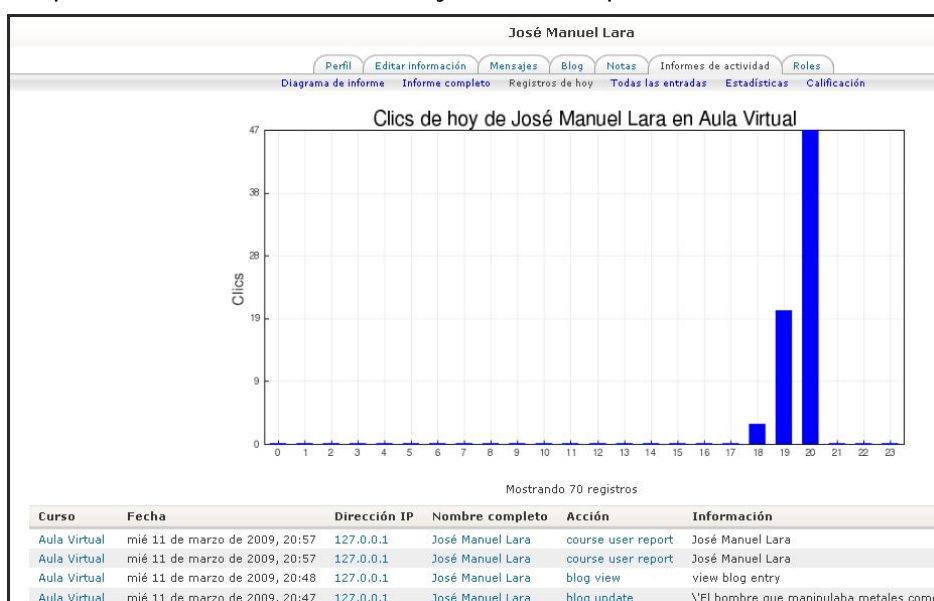 José Manuel Lara
Perfil Editar información Mensajes Blog Notas Informes de actividad Roles
Diagrama de informe Informe completo Registros de hoy Todas las entradas Estadísticas Calificación
Clics de hoy de José Manuel Lara en Aula Virtual
47
38
28
Clics
19
9
0
0 1 2 3 4 5 6 7 8 9 10 11 12 13 14 15 16 17 18 19 20 21 22 23
Mostrando 70 registros
Curso Fecha Dirección IP Nombre completo Acción Información
Aula Virtual mié 11 de marzo de 2009, 20:57 127.0.0.1 José Manuel Lara course user report José Manuel Lara
Aula Virtual mié 11 de marzo de 2009, 20:57 127.0.0.1 José Manuel Lara course user report José Manuel Lara
Aula Virtual mié 11 de marzo de 2009, 20:48 127.0.0.1 José Manuel Lara blog view view blog entry
Aula Virtual mié 11 de marzo de 2009, 20:47 127.0.0.1 José Manuel Lara blog update \'El hombre que manipulaba metales como